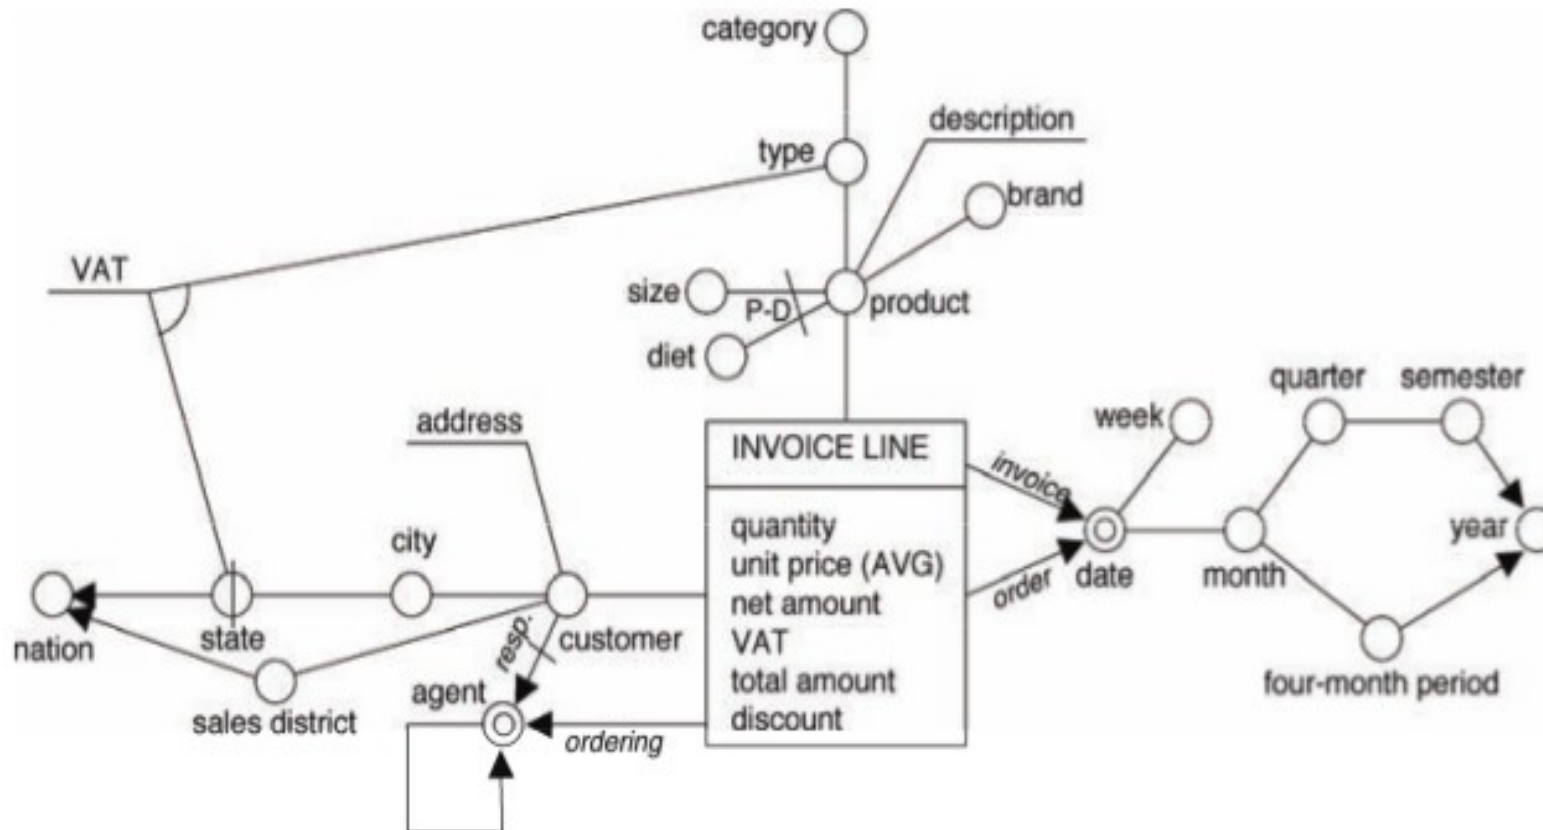 category
description
type
brand
VAT
size
P-D
product
diet
quarter
semester
address
week
INVOICE LINE
invoice
quantity
unit price (AVG)
net amount
VAT
total amount
discount
city
year
date
month
order
nation
state
resp.
customer
agent
sales district
ordering
four-month period